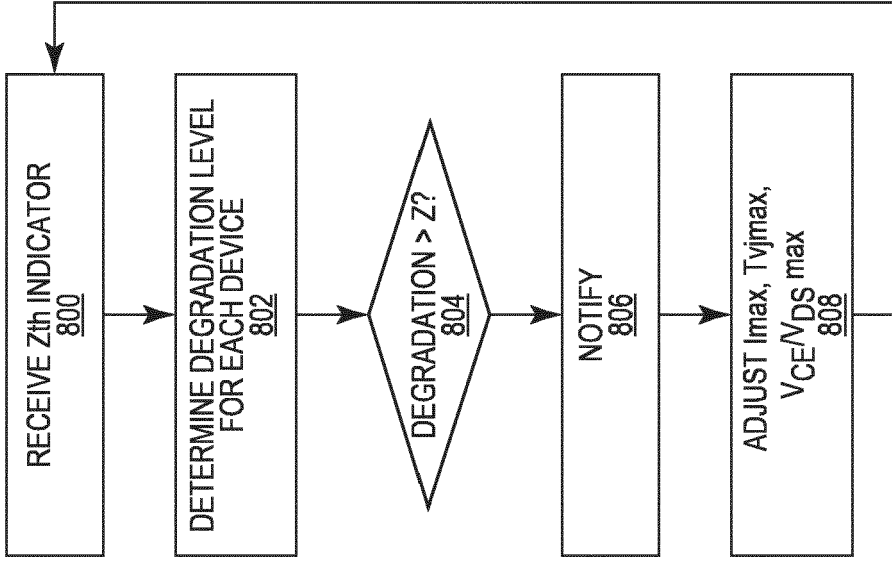 RECEIVE Zth INDICATOR
800
DETERMINE DEGRADATION LEVEL
FOR EACH DEVICE
802
DEGRADATION > Z?
804
NOTIFY
806
ADJUST Imax, Tvjmax,
VCE/VDS max
808